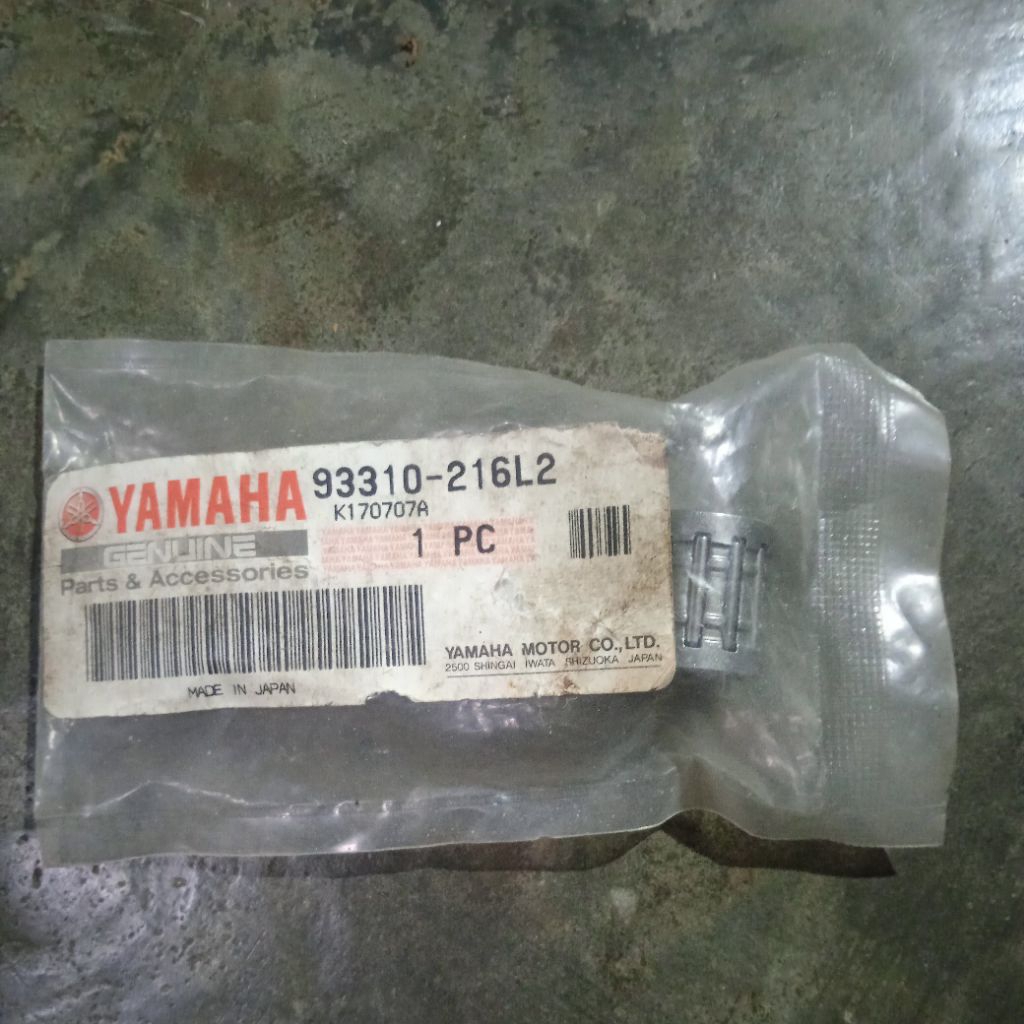 YAMAHA 93310-216L2
K170707A
GENUINE
1 PC
Parts & Accessories
YAMAHA MOTOR CO.,LTD.
2500 SHINGAI IWATA SHIZUOKA JAPAN
MADE IN JAPAN